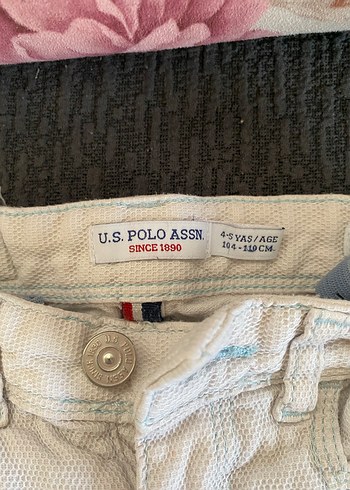 U.S. POLO ASSN.
SINCE 1890
4-5 YAŞ/AGE
104-110 CM.